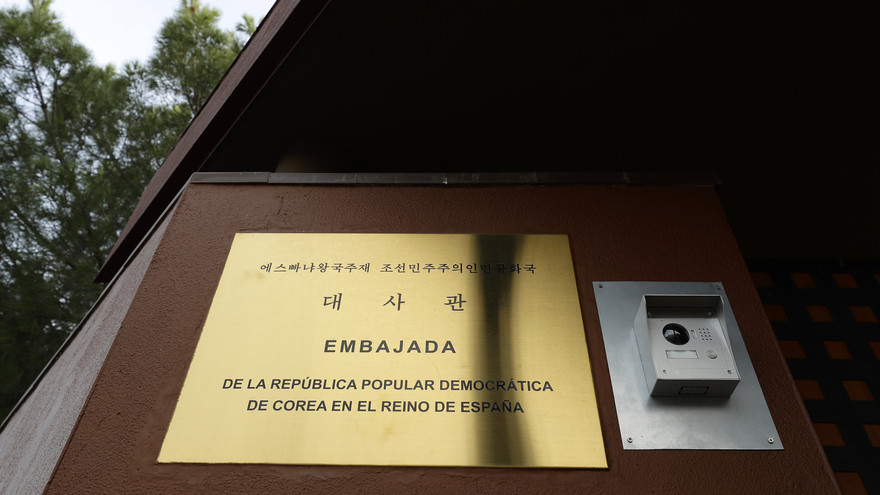 에스빠냐왕국주재 조선민주주의인민공화국
대 사 관
EMBAJADA
DE LA REPÚBLICA POPULAR DEMOCRÁTICA
DE COREA EN EL REINO DE ESPAÑA